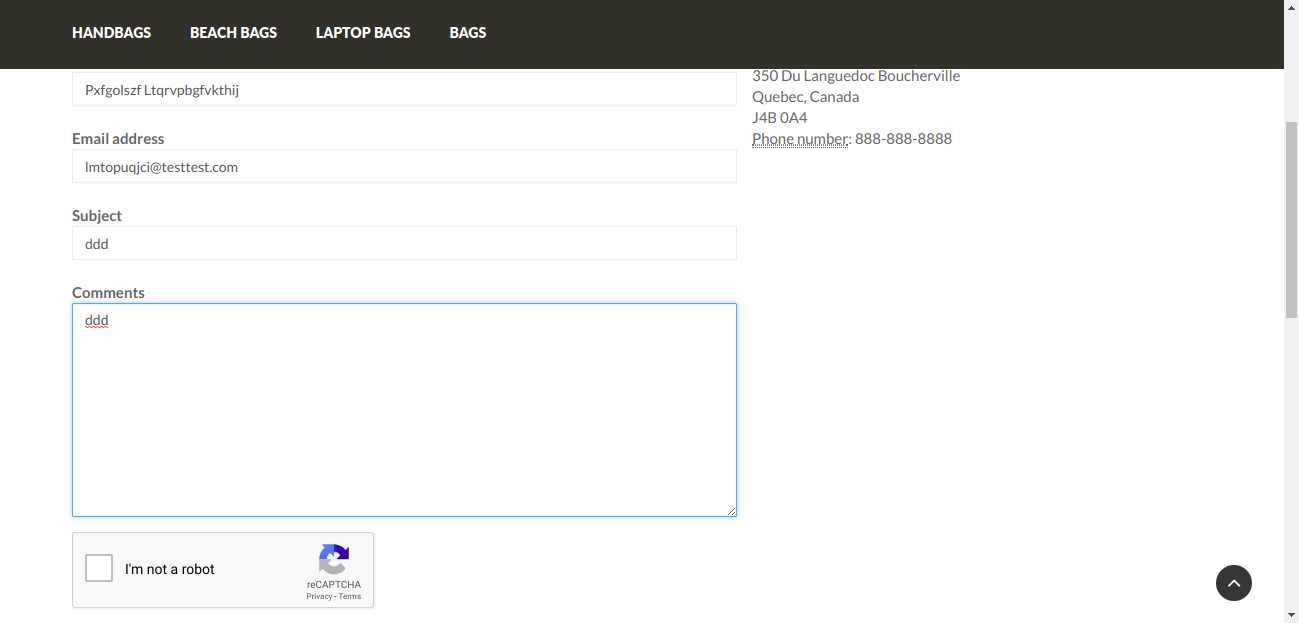 HANDBAGS BEACH BAGS LAPTOP BAGS BAGS
Pxfgolszf Ltqrvpbgfvkthij
Email address
lmtopuqjci@testtest.com
Subject
ddd
Comments
ddd
I'm not a robot
reCAPTCHA
Privacy - Terms
350 Du Languedoc Boucherville
Quebec, Canada
J4B 0A4
Phone number: 888-888-8888